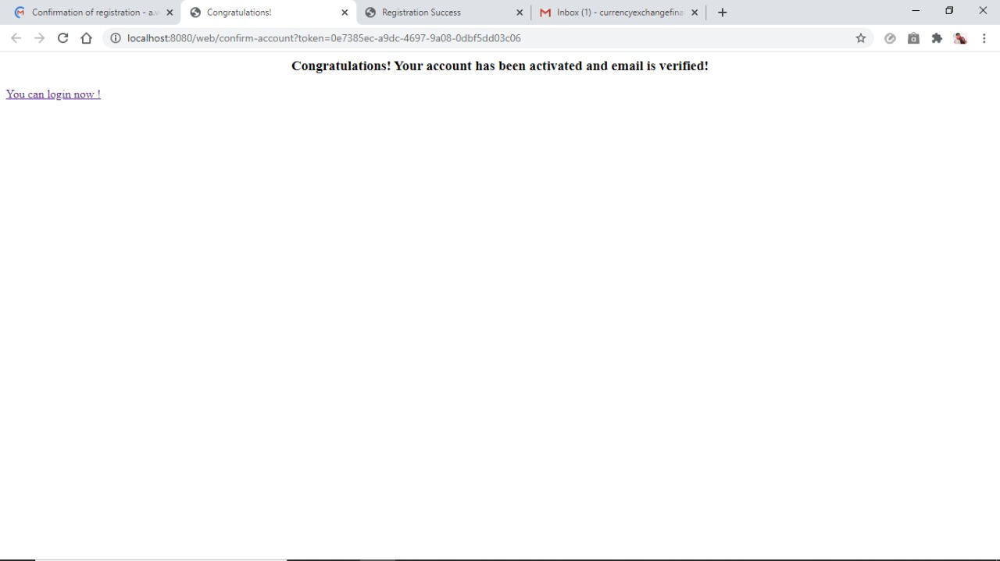 Confirmation of registration - a.v
Congratulations!
Registration Success
Inbox (1) - currencyexchangefina
localhost:8080/web/confirm-account?token=0e7385ec-a9dc-4697-9a08-0dbf5dd03c06
Congratulations! Your account has been activated and email is verified!
You can login now !